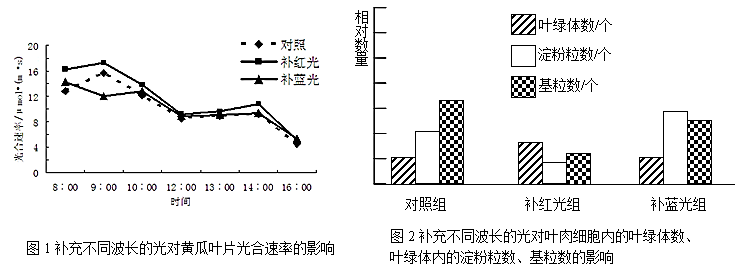 20
16
12
8
4
0
光合速率/μmol•(m•s)
8：00 9：00 10：00 12：00 13：00 14：00 16：00
时间
对照
补红光
补蓝光
图 1 补充不同波长的光对黄瓜叶片光合速率的影响
相对数量
叶绿体数/个
淀粉粒数/个
基粒数/个
对照组 补红光组 补蓝光组
图 2 补充不同波长的光对叶肉细胞内的叶绿体数、
叶绿体内的淀粉粒数、基粒数的影响